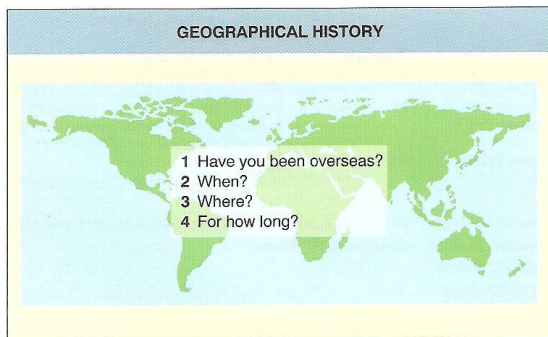 GEOGRAPHICAL HISTORY
1 Have you been overseas?
2 When?
3 Where?
4 For how long?